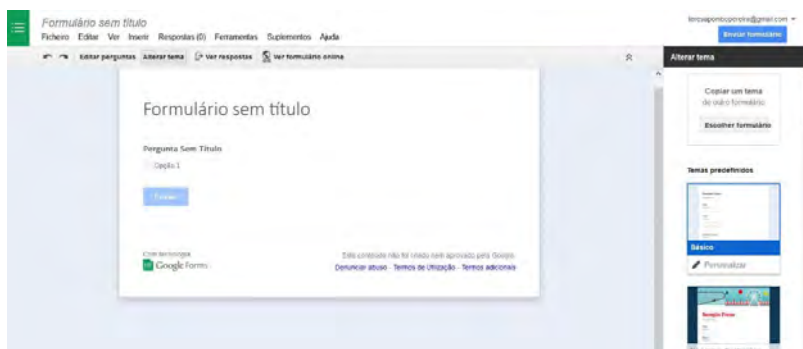 Formulário sem título
Ficheiro Editar Ver Inserir Respostas (0) Ferramentas Suplementos Ajuda
Enviar formulário
Editar perguntas Alterar tema Ver respostas Ver formulário online
Alterar tema
Copiar um tema
de outro formulário
Escolher formulário
Formulário sem título
Pergunta Sem Título
Opção 1
Temas predefinidos
Com tecnologia
Google Forms
Este conteúdo não foi criado nem aprovado pela Google.
Denunciar abuso - Termos de Utilização - Termos adicionais
Básico
Personalizar